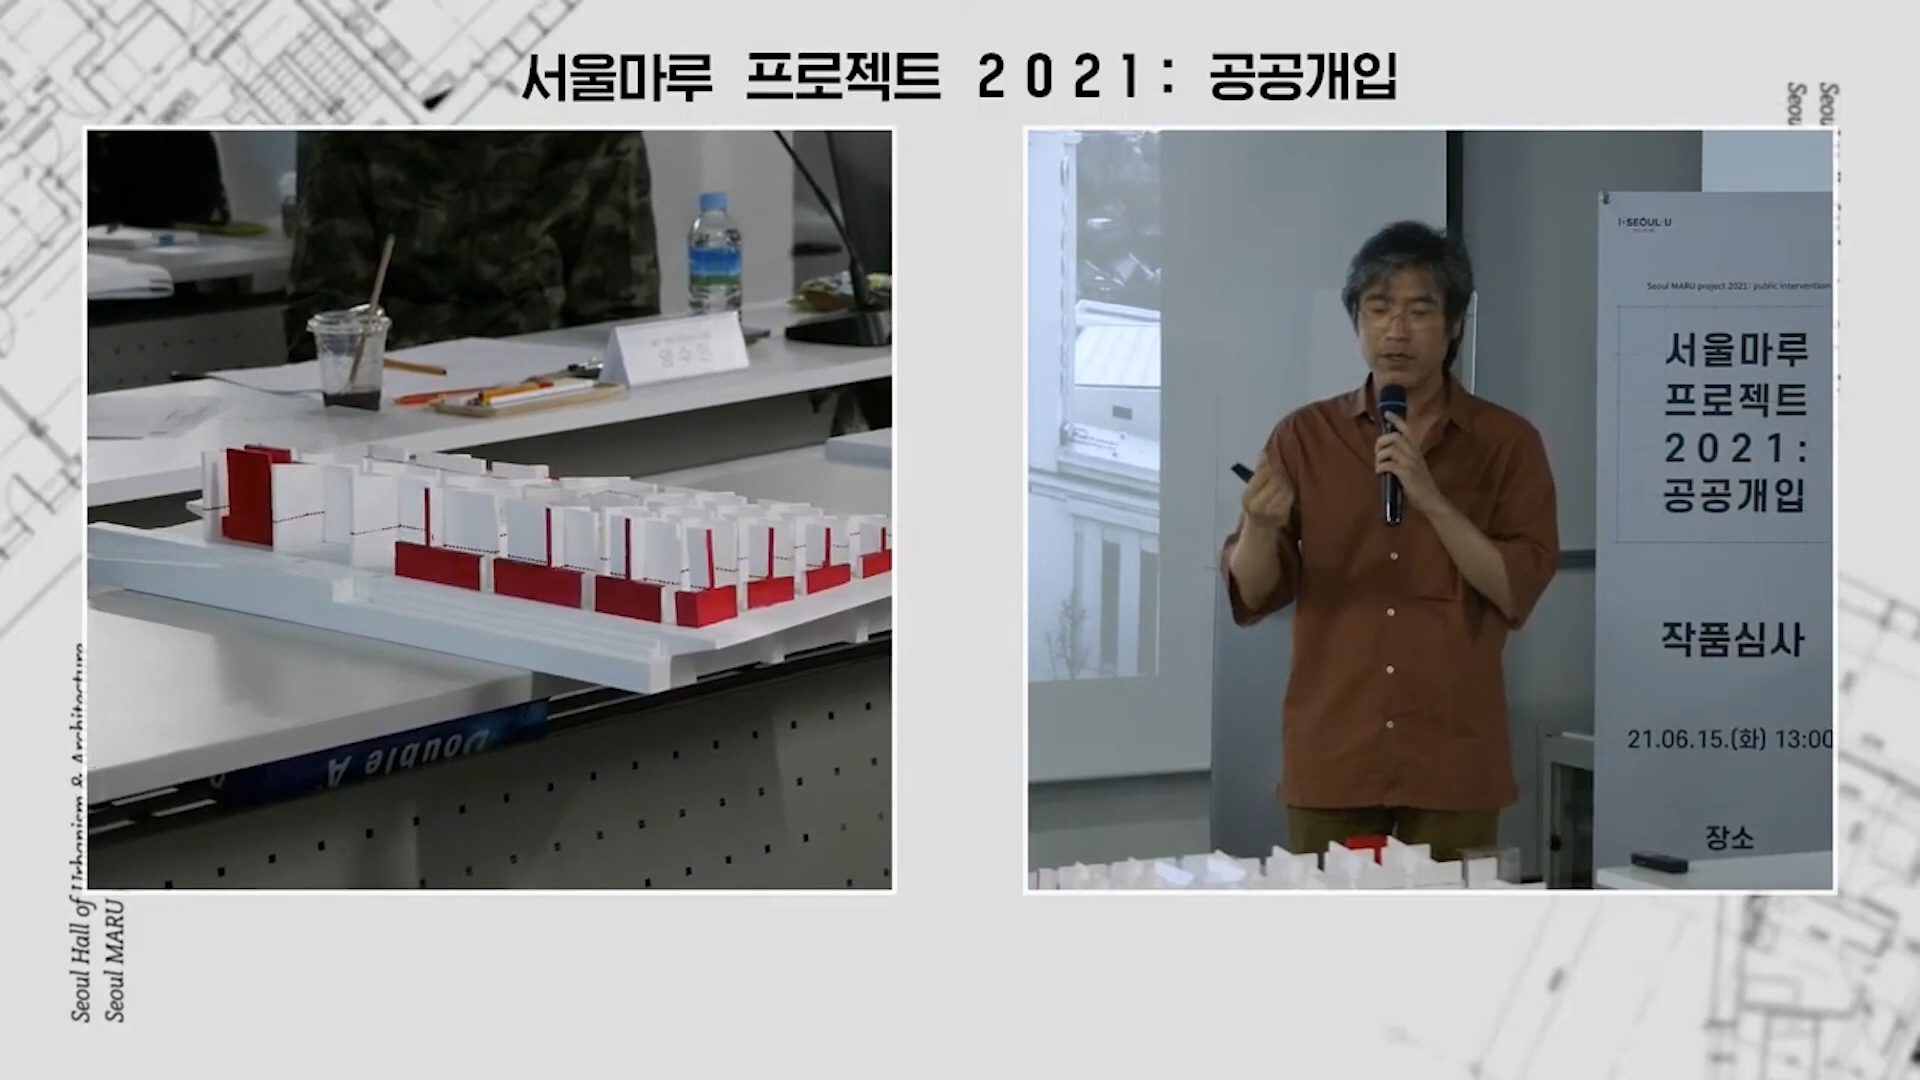 서울마루 프로젝트 2021: 공공개입
Seoul Hall of Urbanism & Architecture
Seoul MARU
Seou
Seou
Double A
I·SEOUL·U
Seoul MARU project 2021: public intervention
서울마루
프로젝트
2021:
공공개입
작품심사
21.06.15.(화) 13:00
장소